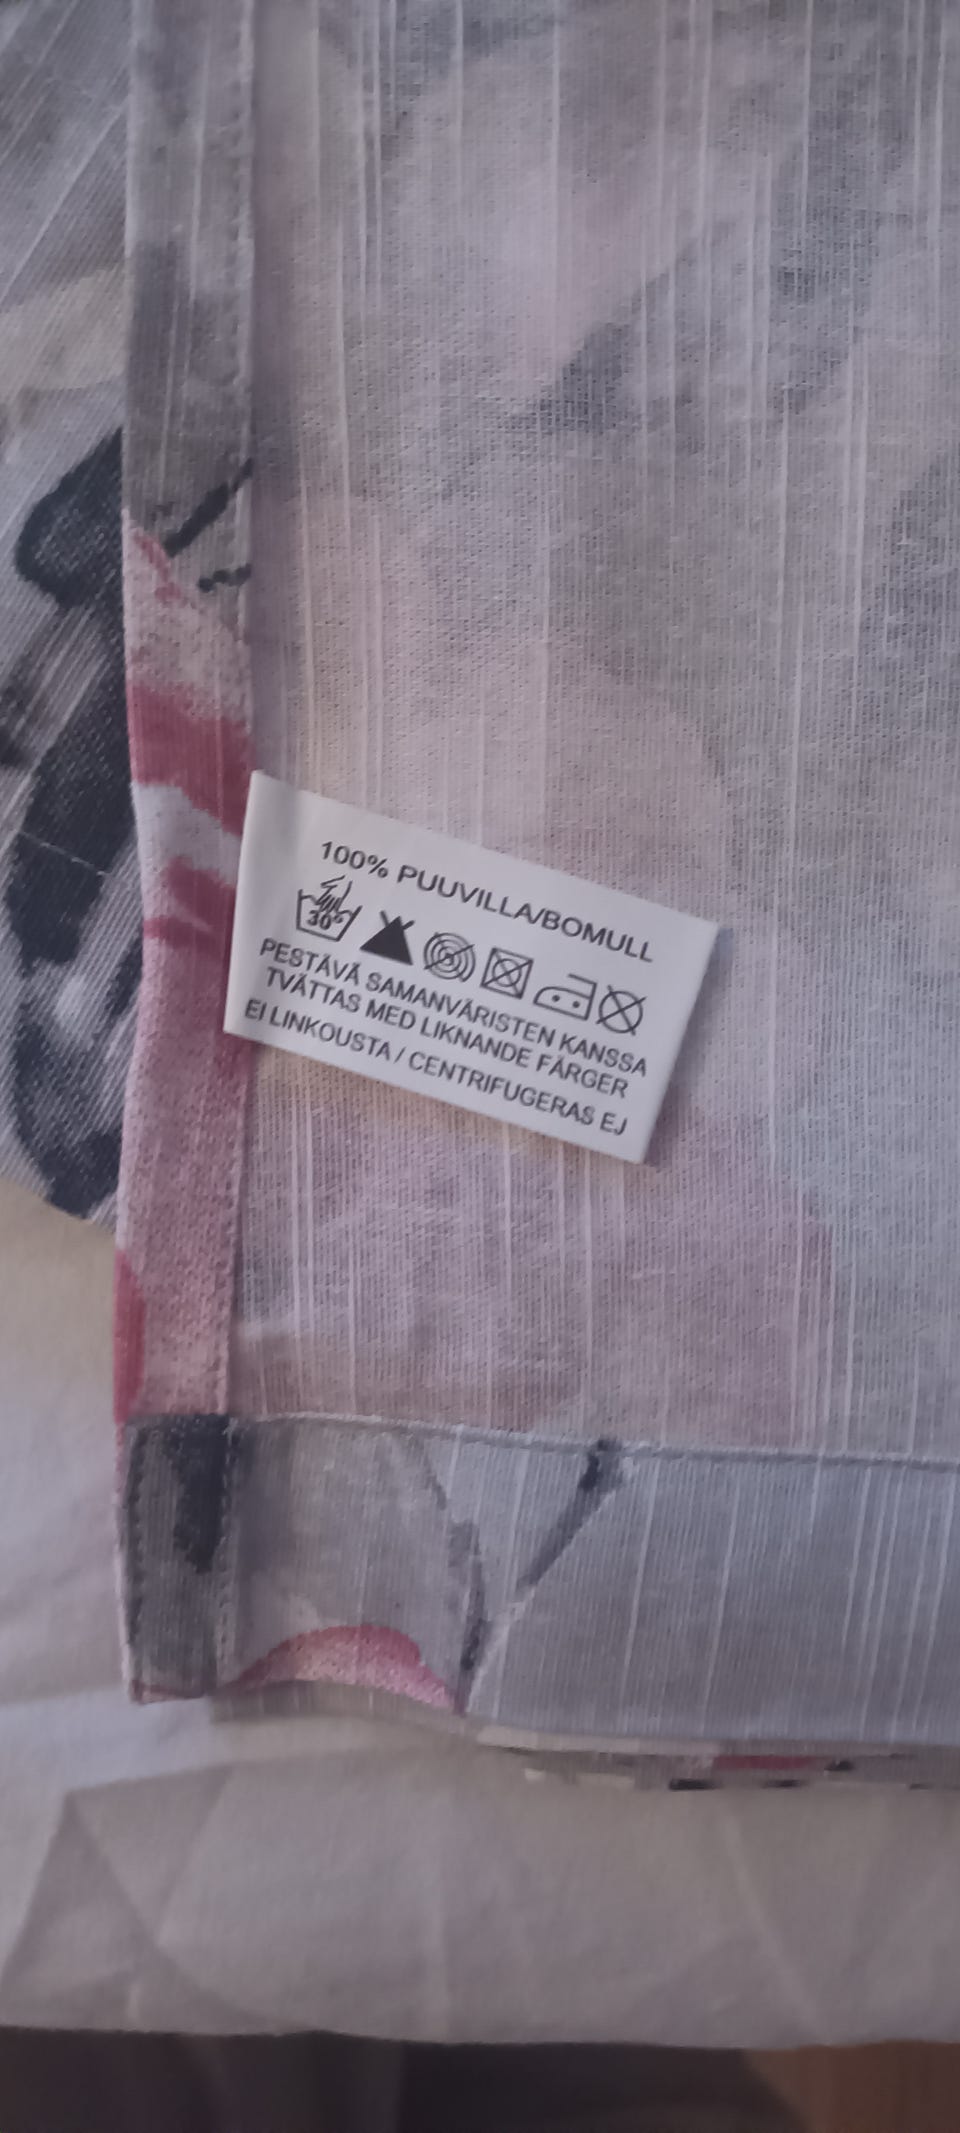 100% PUUVILLA/BOMULL
30°
PESTÄVÄ SAMANVÄRISTEN KANSSA
TVÄTTAS MED LIKNANDE FÄRGER
EI LINKOUSTA / CENTRIFUGERAS EJ